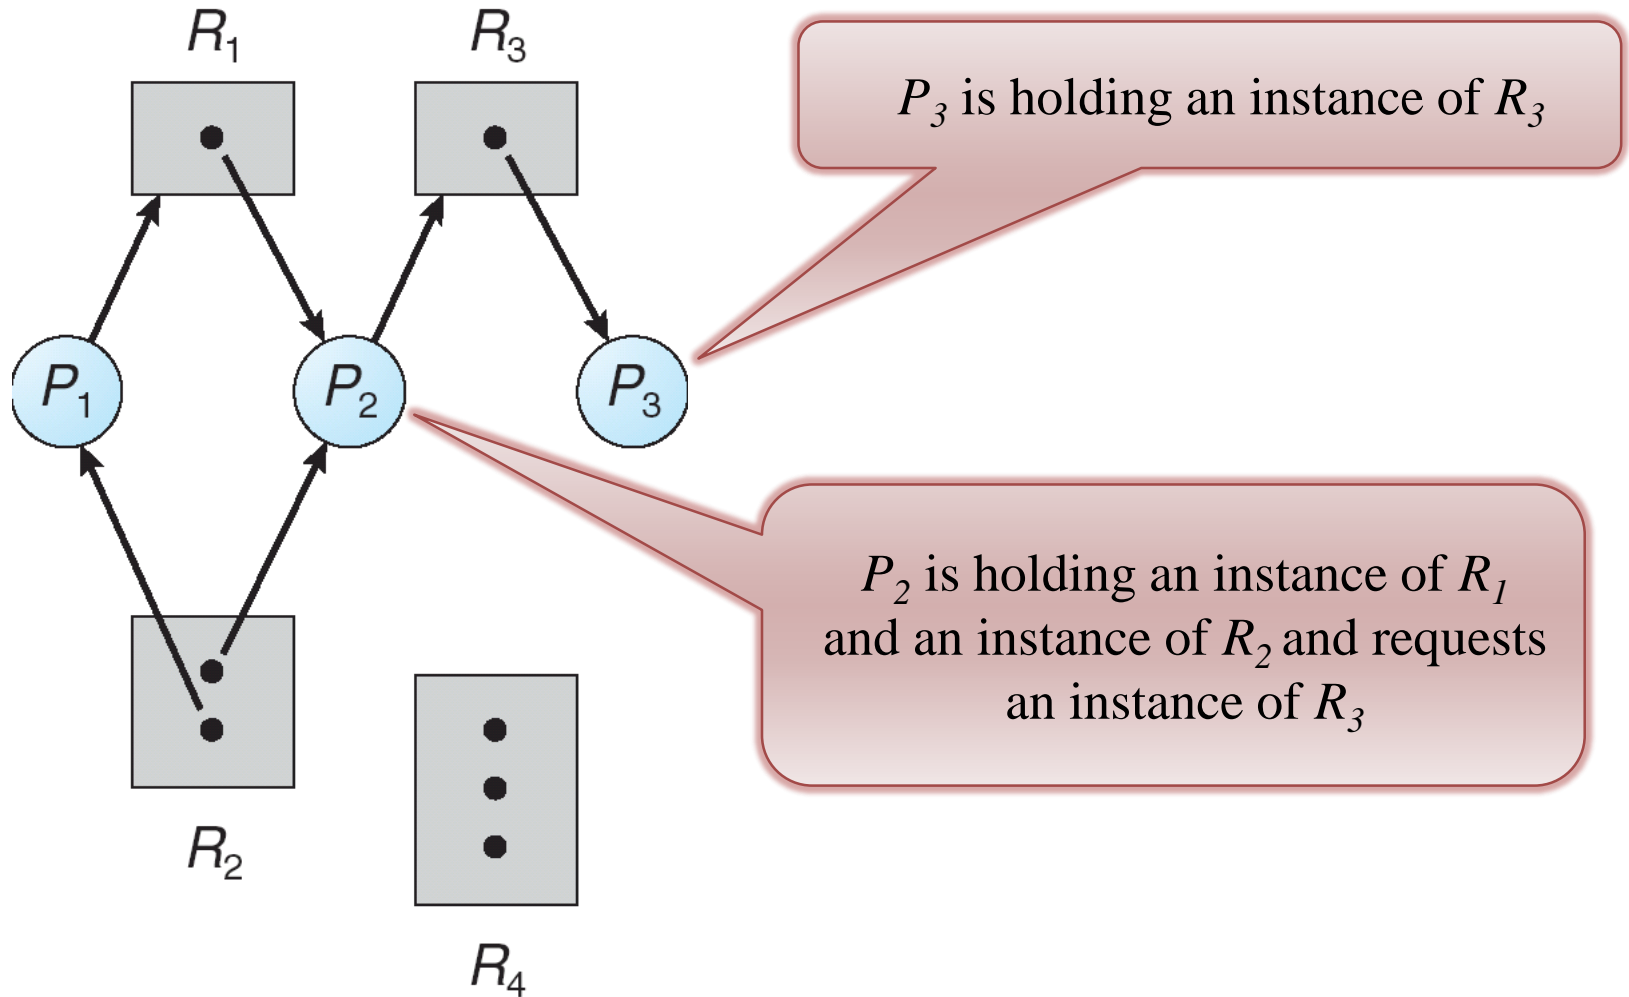 R₁
R₃
P₃ is holding an instance of R₃
P₁
P₂
P₃
P₂ is holding an instance of R₁
and an instance of R₂ and requests
an instance of R₃
R₂
R₄